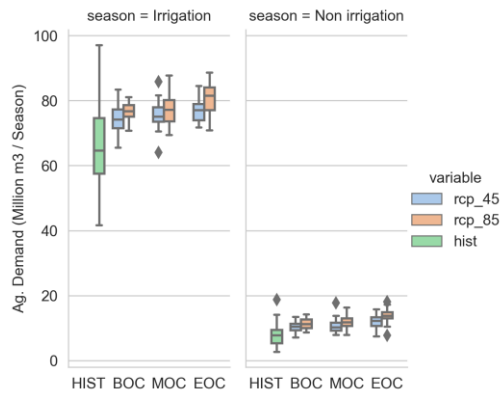 season = Irrigation
season = Non irrigation
Ag. Demand (Million m3 / Season)
100
80
60
40
20
0
HIST BOC MOC EOC
HIST BOC MOC EOC
variable
rcp_45
rcp_85
hist